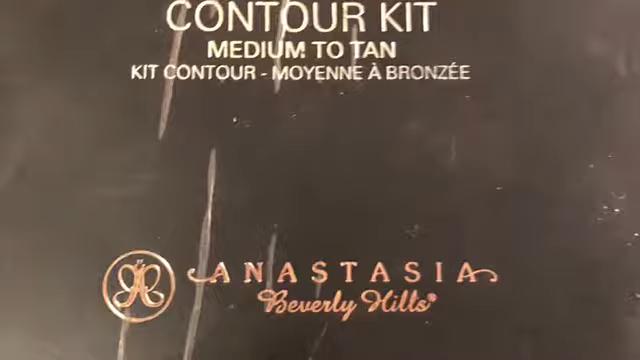 CONTOUR KIT
MEDIUM TO TAN
KIT CONTOUR - MOYENNE À BRONZÉE
ANASTASIA
Beverly Hills®